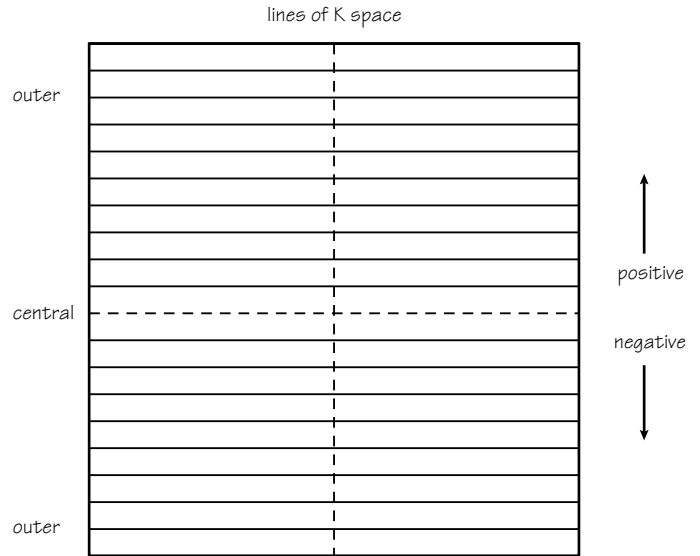 lines of K space
outer
positive
central
negative
outer